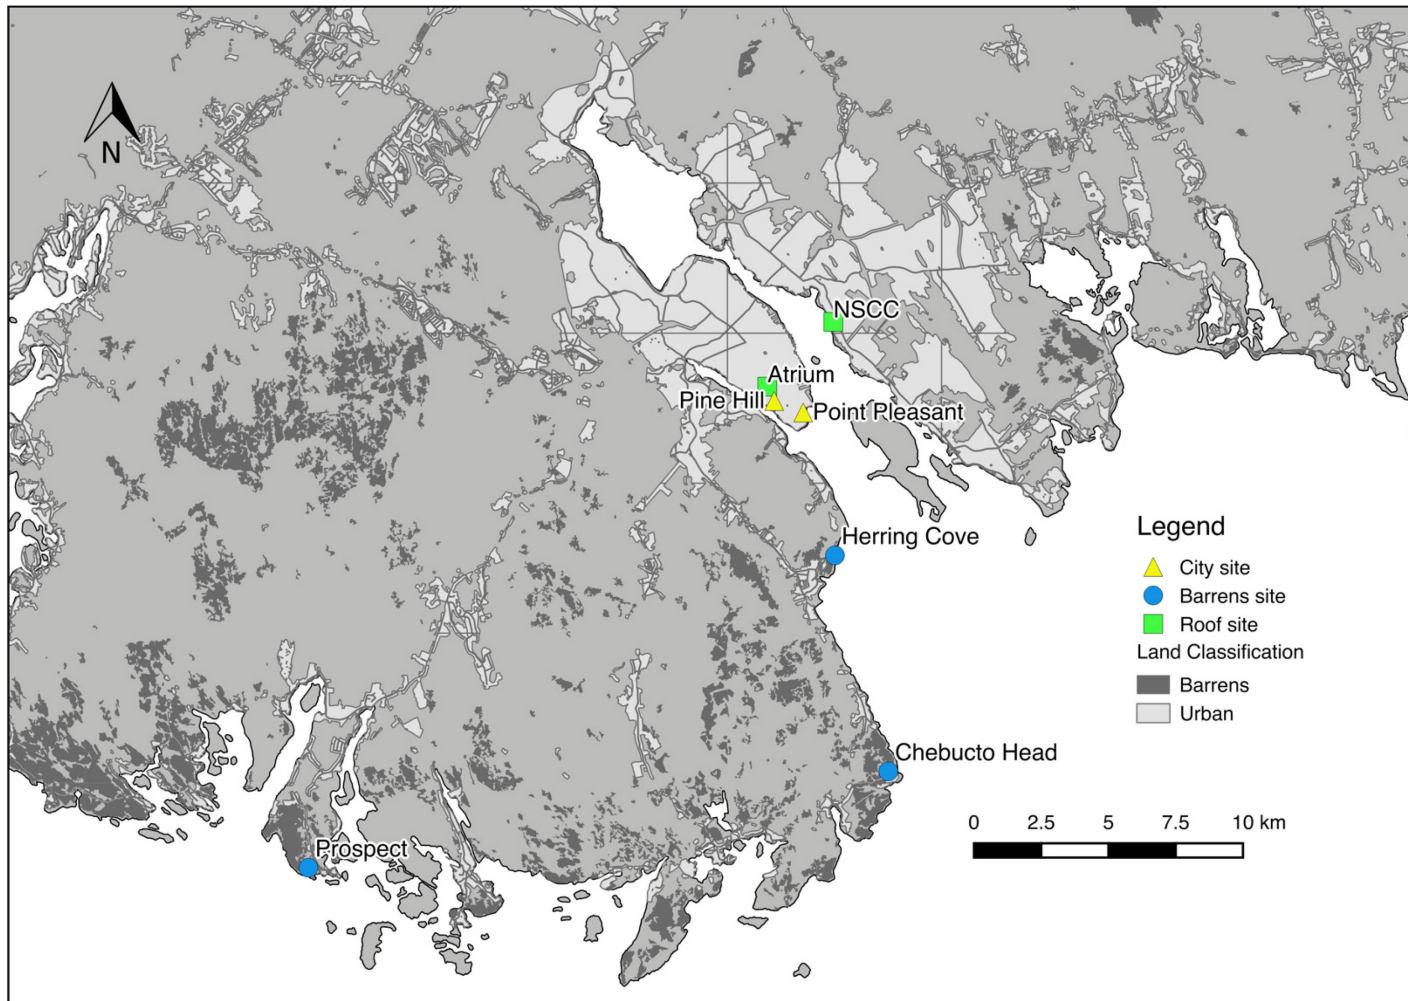 N
NSCC
Atrium
Pine Hill
Point Pleasant
Herring Cove
Legend
City site
Barrens site
Roof site
Land Classification
Barrens
Urban
Chebucto Head
0 2.5 5 7.5 10 km
Prospect